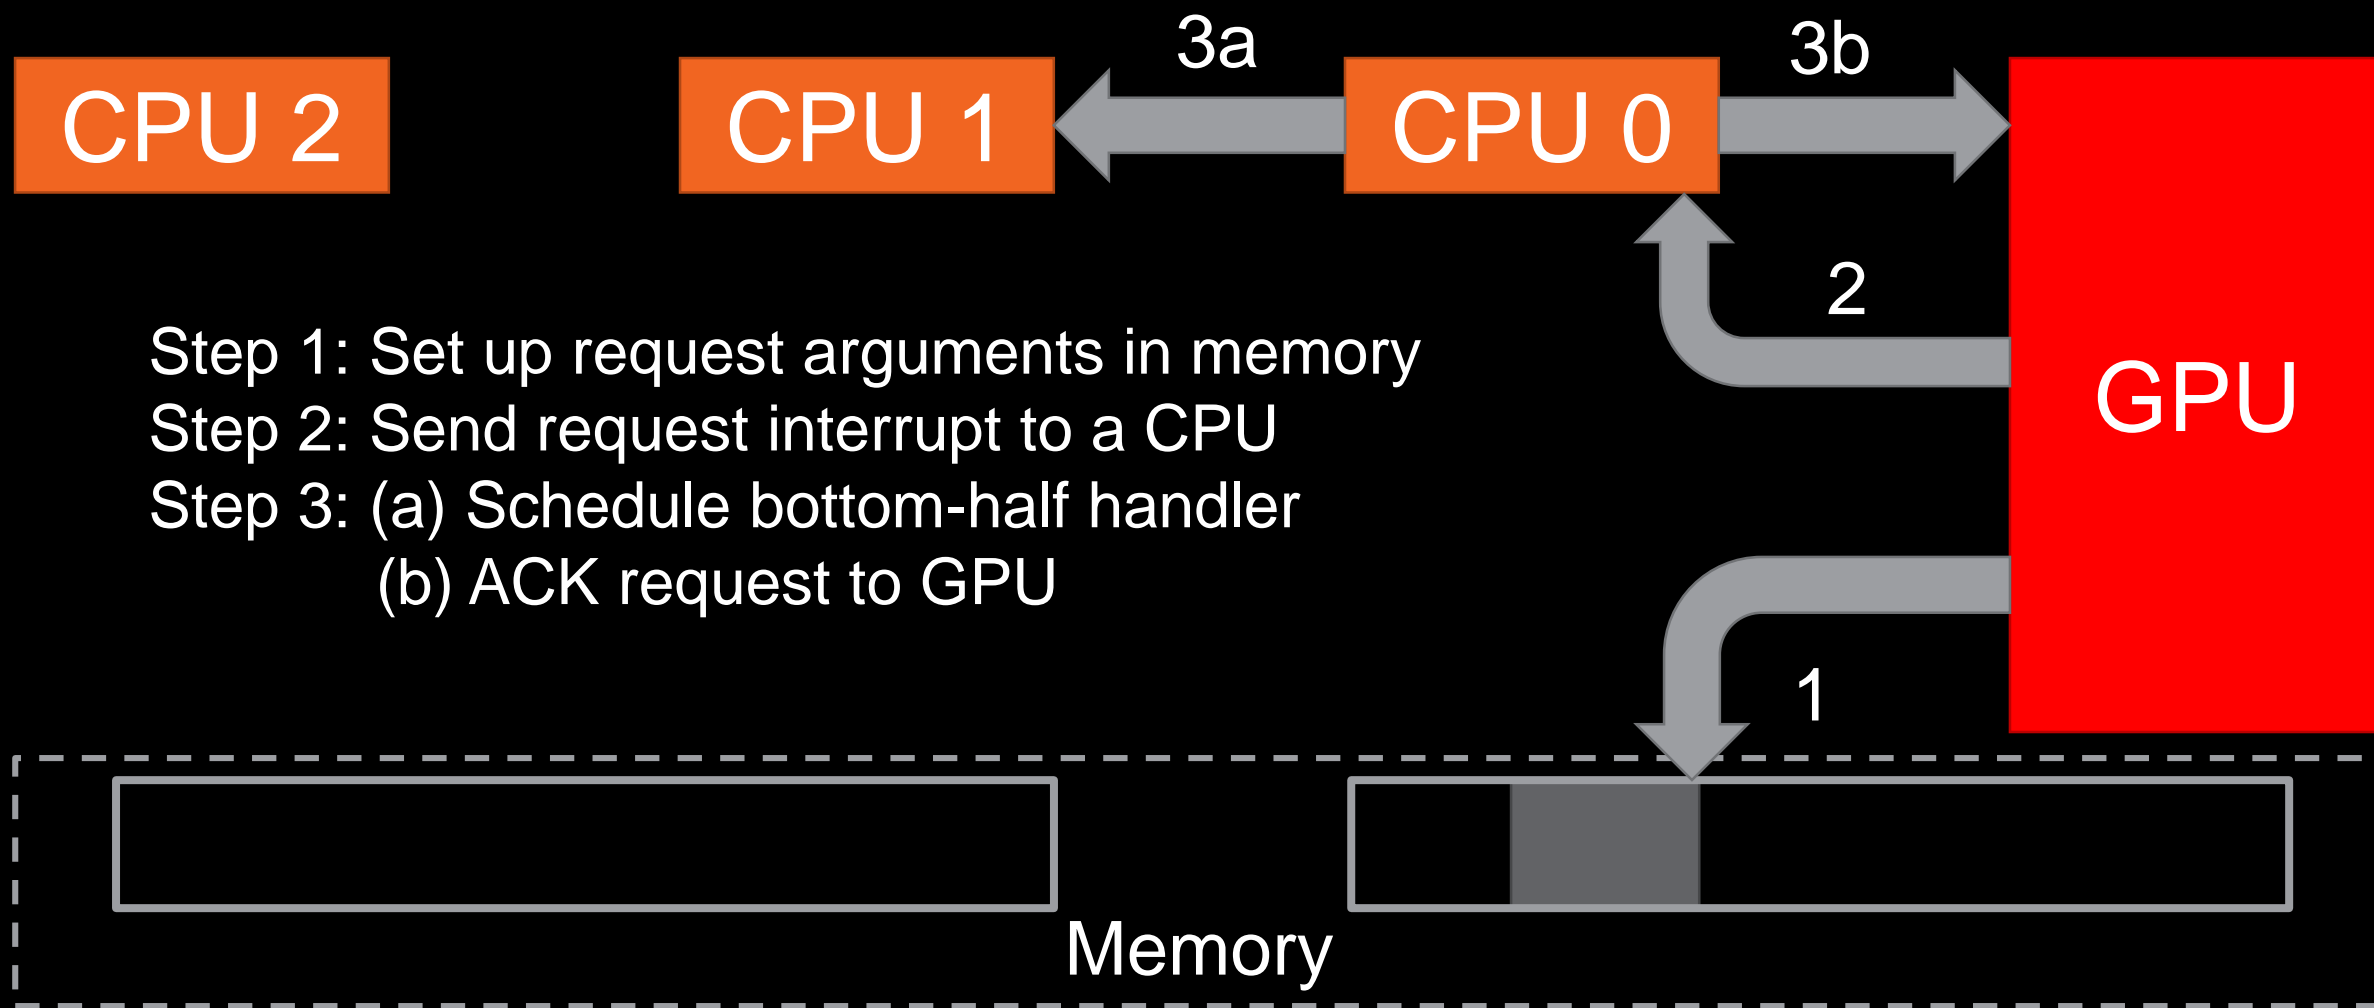 3a
3b
CPU 2
CPU 1
CPU 0
2
Step 1: Set up request arguments in memory
Step 2: Send request interrupt to a CPU
Step 3: (a) Schedule bottom-half handler
(b) ACK request to GPU
GPU
1
Memory